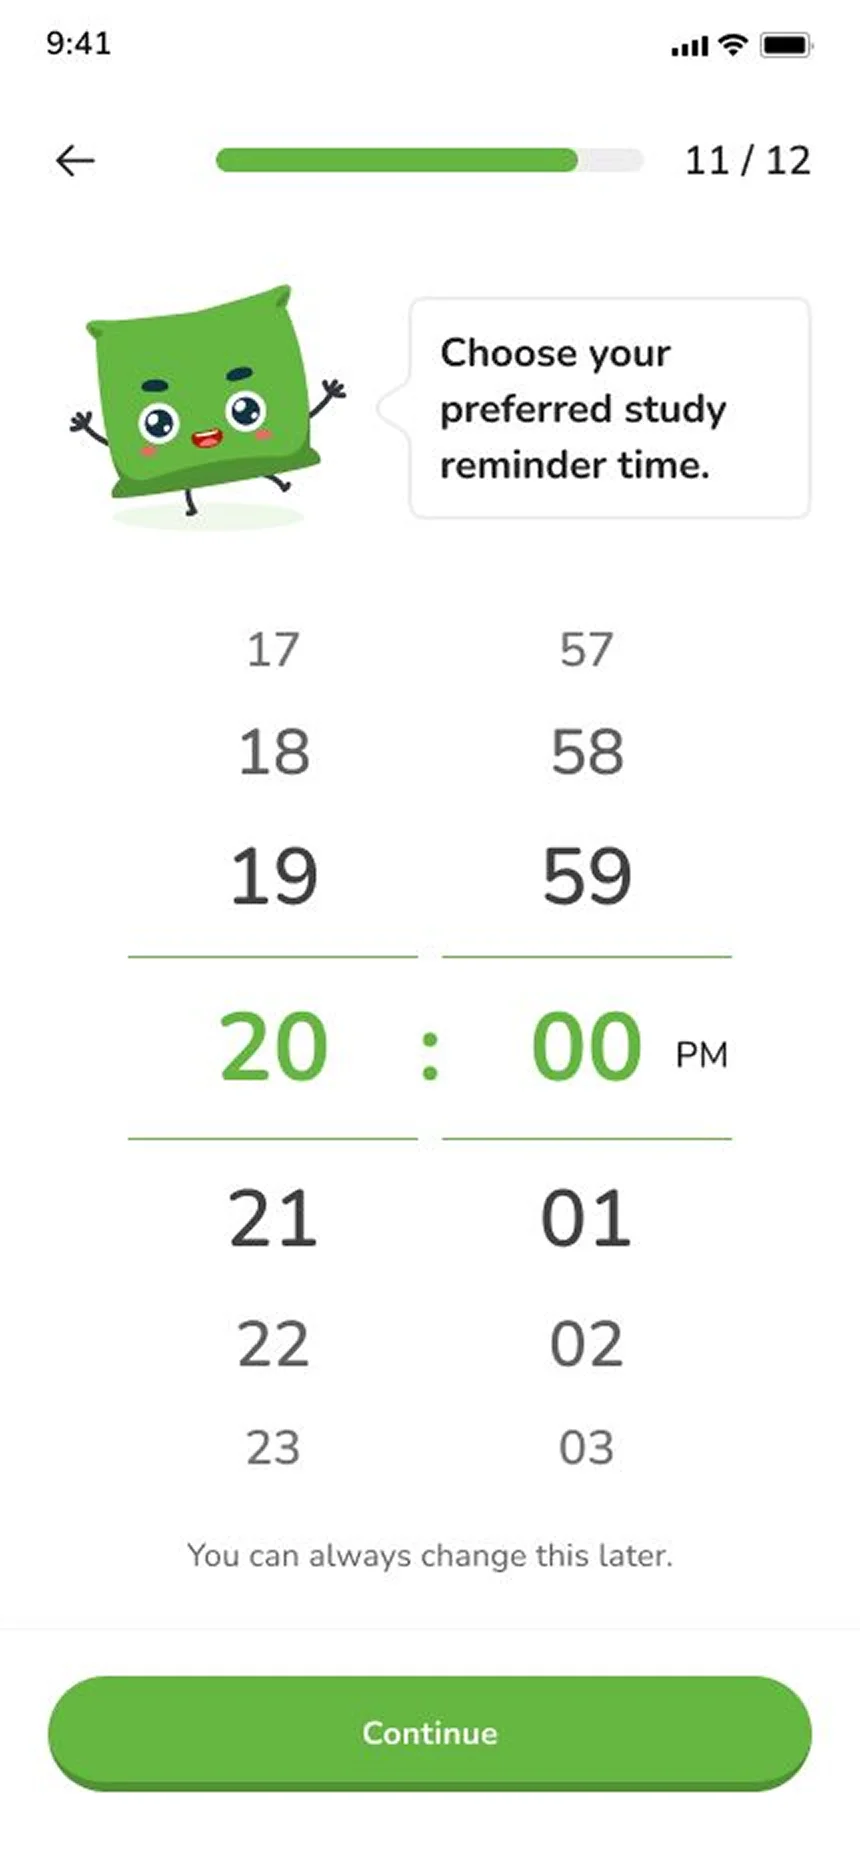 9:41
11 / 12
Choose your
preferred study
reminder time.
17 57
18 58
19 59
20 : 00 PM
21 01
22 02
23 03
You can always change this later.
Continue